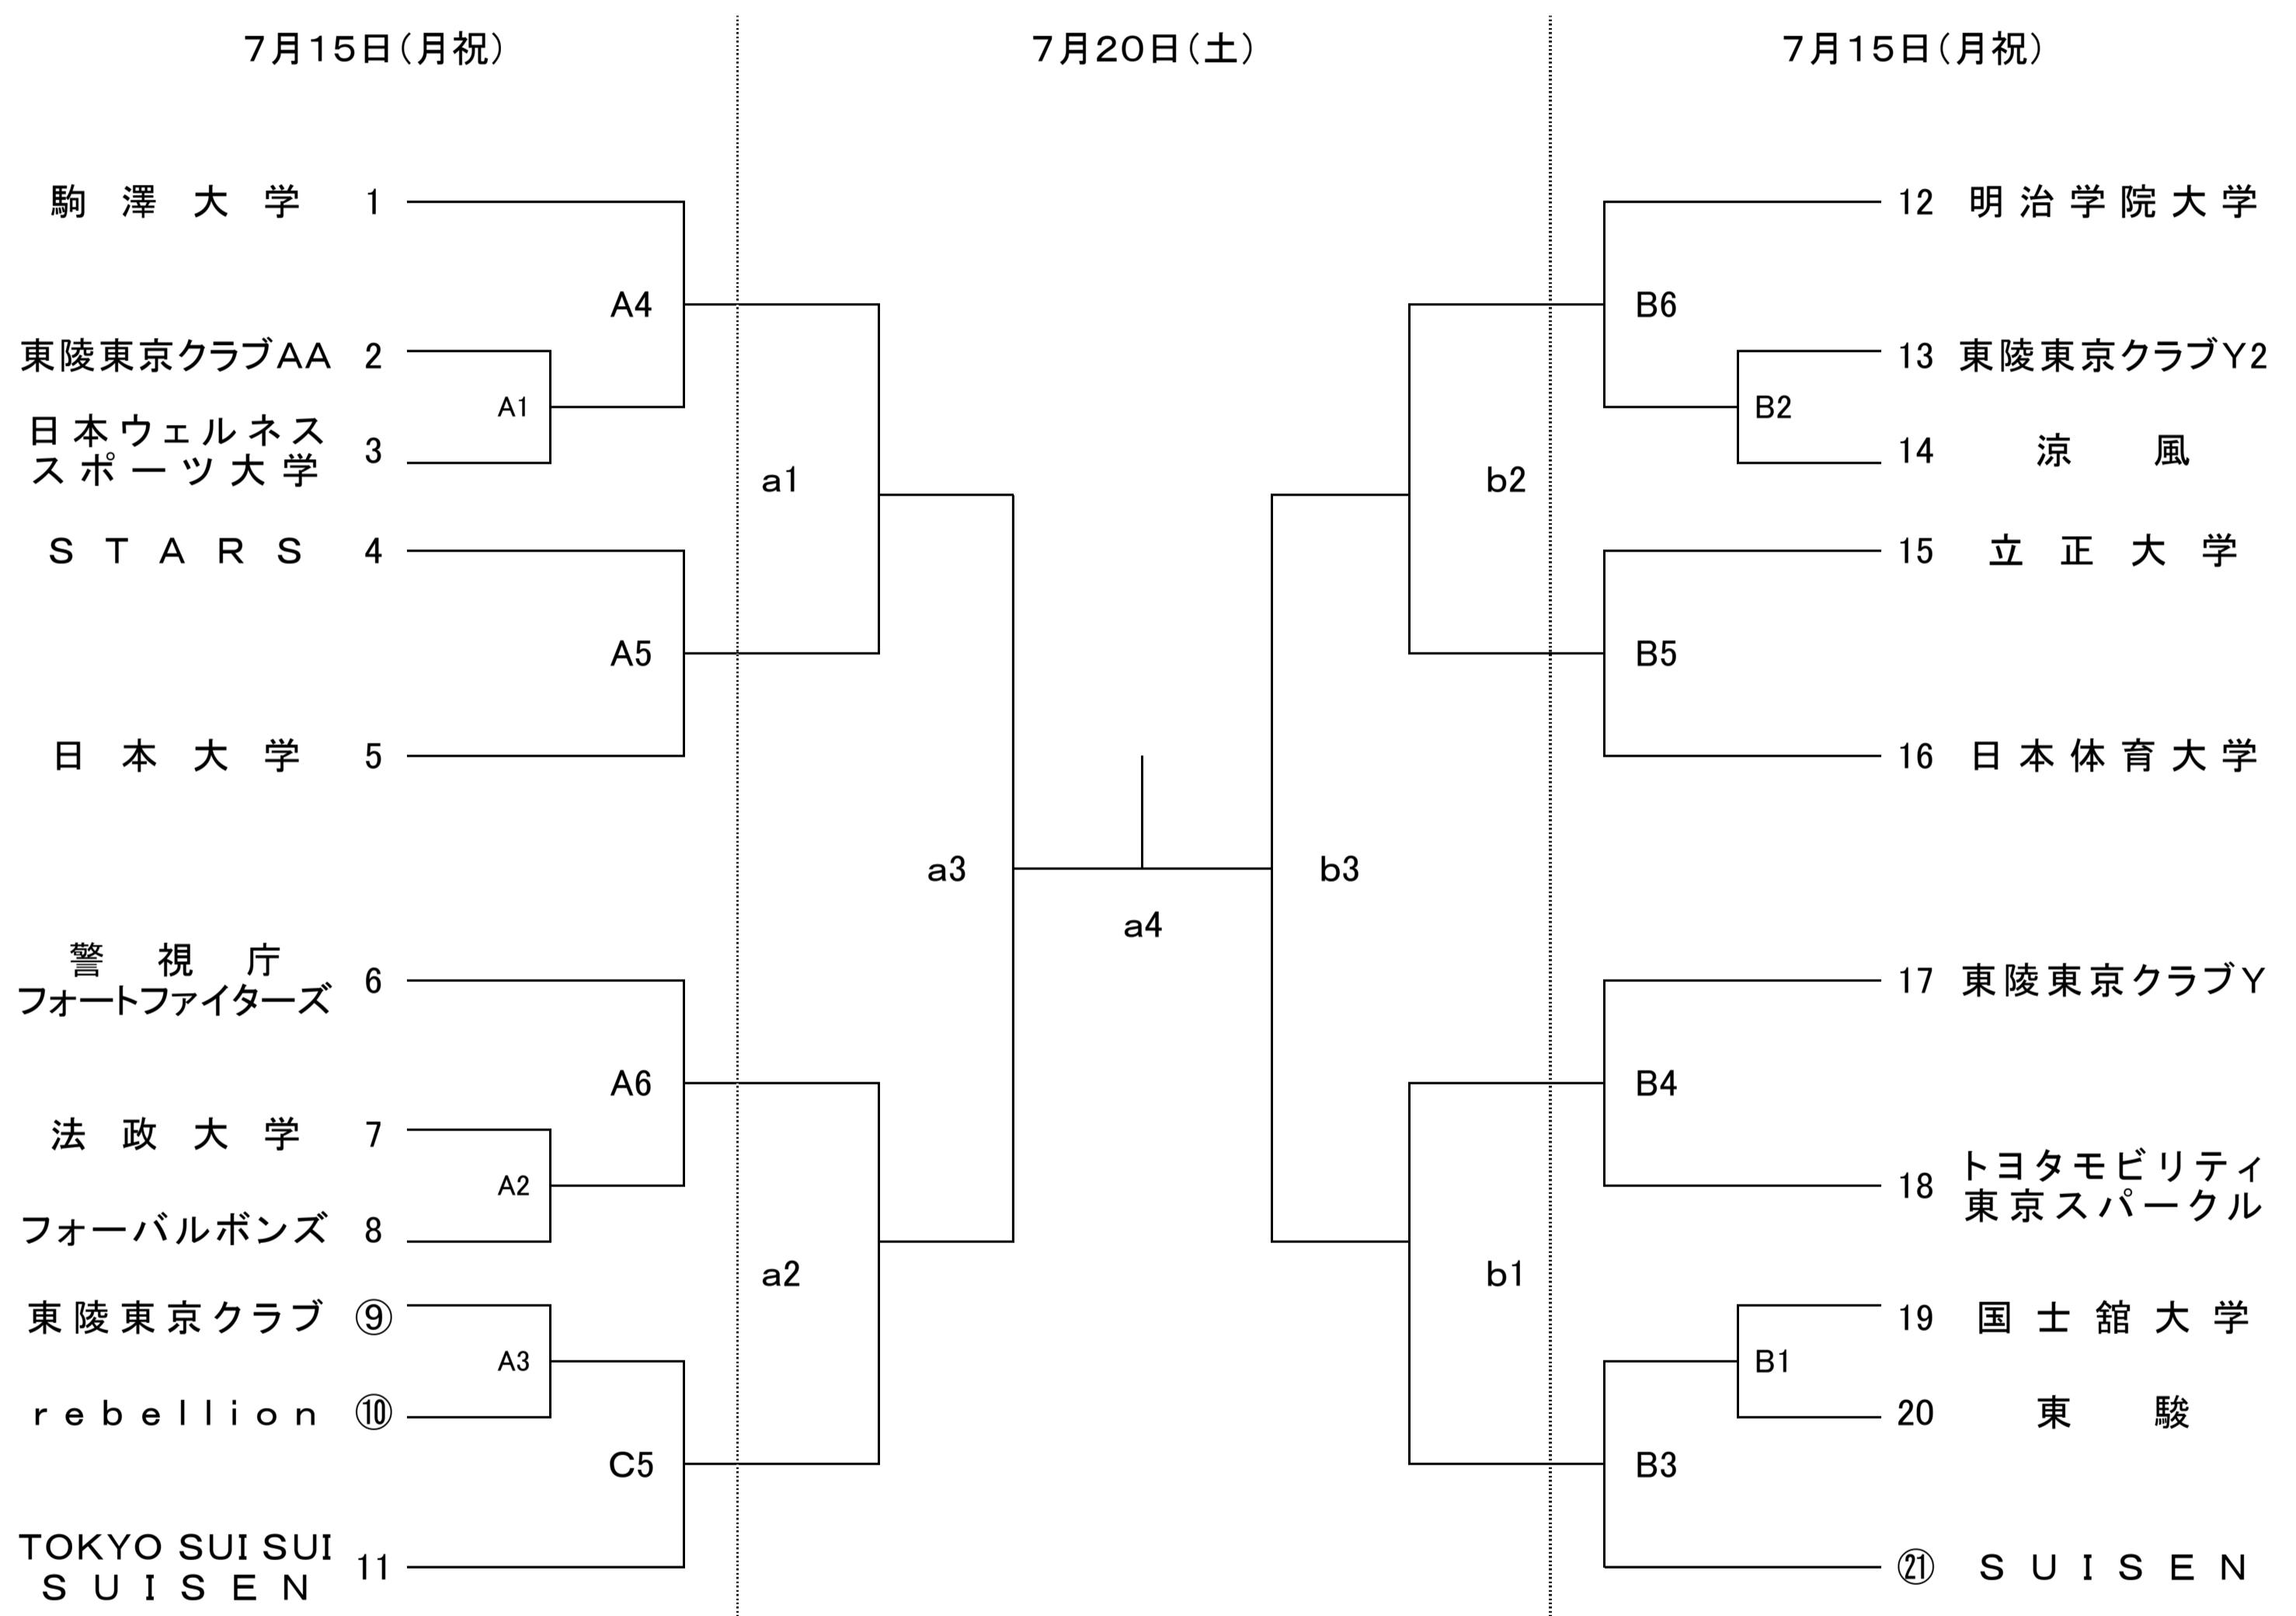 7月15日(月祝) 7月20日(土) 7月15日(月祝)
駒澤大学 1
A4
東陵東京クラブAA 2
A1
日本ウェルネス
スポーツ大学 3
a1
STARS 4
A5
日本大学 5
a3
a4
警視庁
フォートファイターズ 6
A6
法政大学 7
A2
フォーバルボンズ 8
a2
東陵東京クラブ ⑨
A3
rebellion ⑩
C5
TOKYO SUI SUI
SUISEN 11
12 明治学院大学
B6
13 東陵東京クラブY2
B2
14 涼風
b2
15 立正大学
B5
16 日本体育大学
b3
17 東陵東京クラブY
B4
18 トヨタモビリティ
東京スパークル
b1
19 国士舘大学
B1
20 東駿
B3
㉑ SUISEN